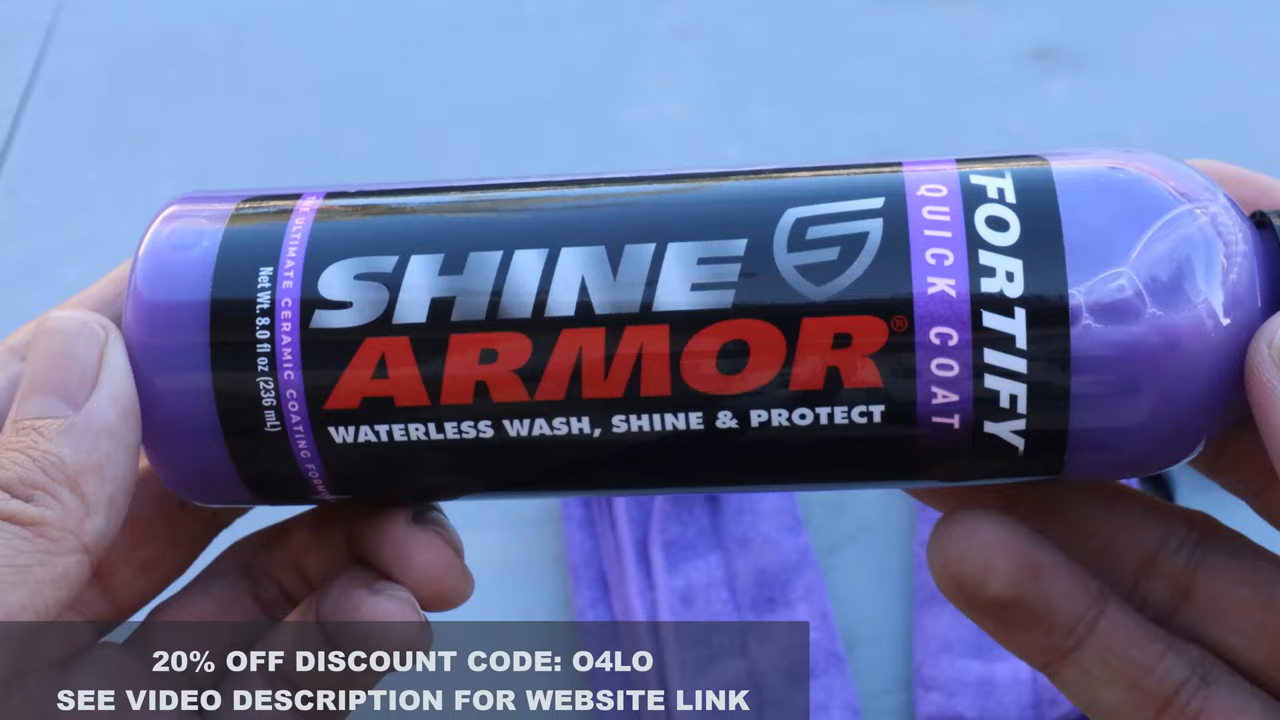 SHINE
ARMOR®
WATERLESS WASH, SHINE & PROTECT
QUICK COAT
FORTIFY
ULTIMATE CERAMIC COATING
Net Wt. 8.0 fl oz (236 mL)
20% OFF DISCOUNT CODE: O4LO
SEE VIDEO DESCRIPTION FOR WEBSITE LINK